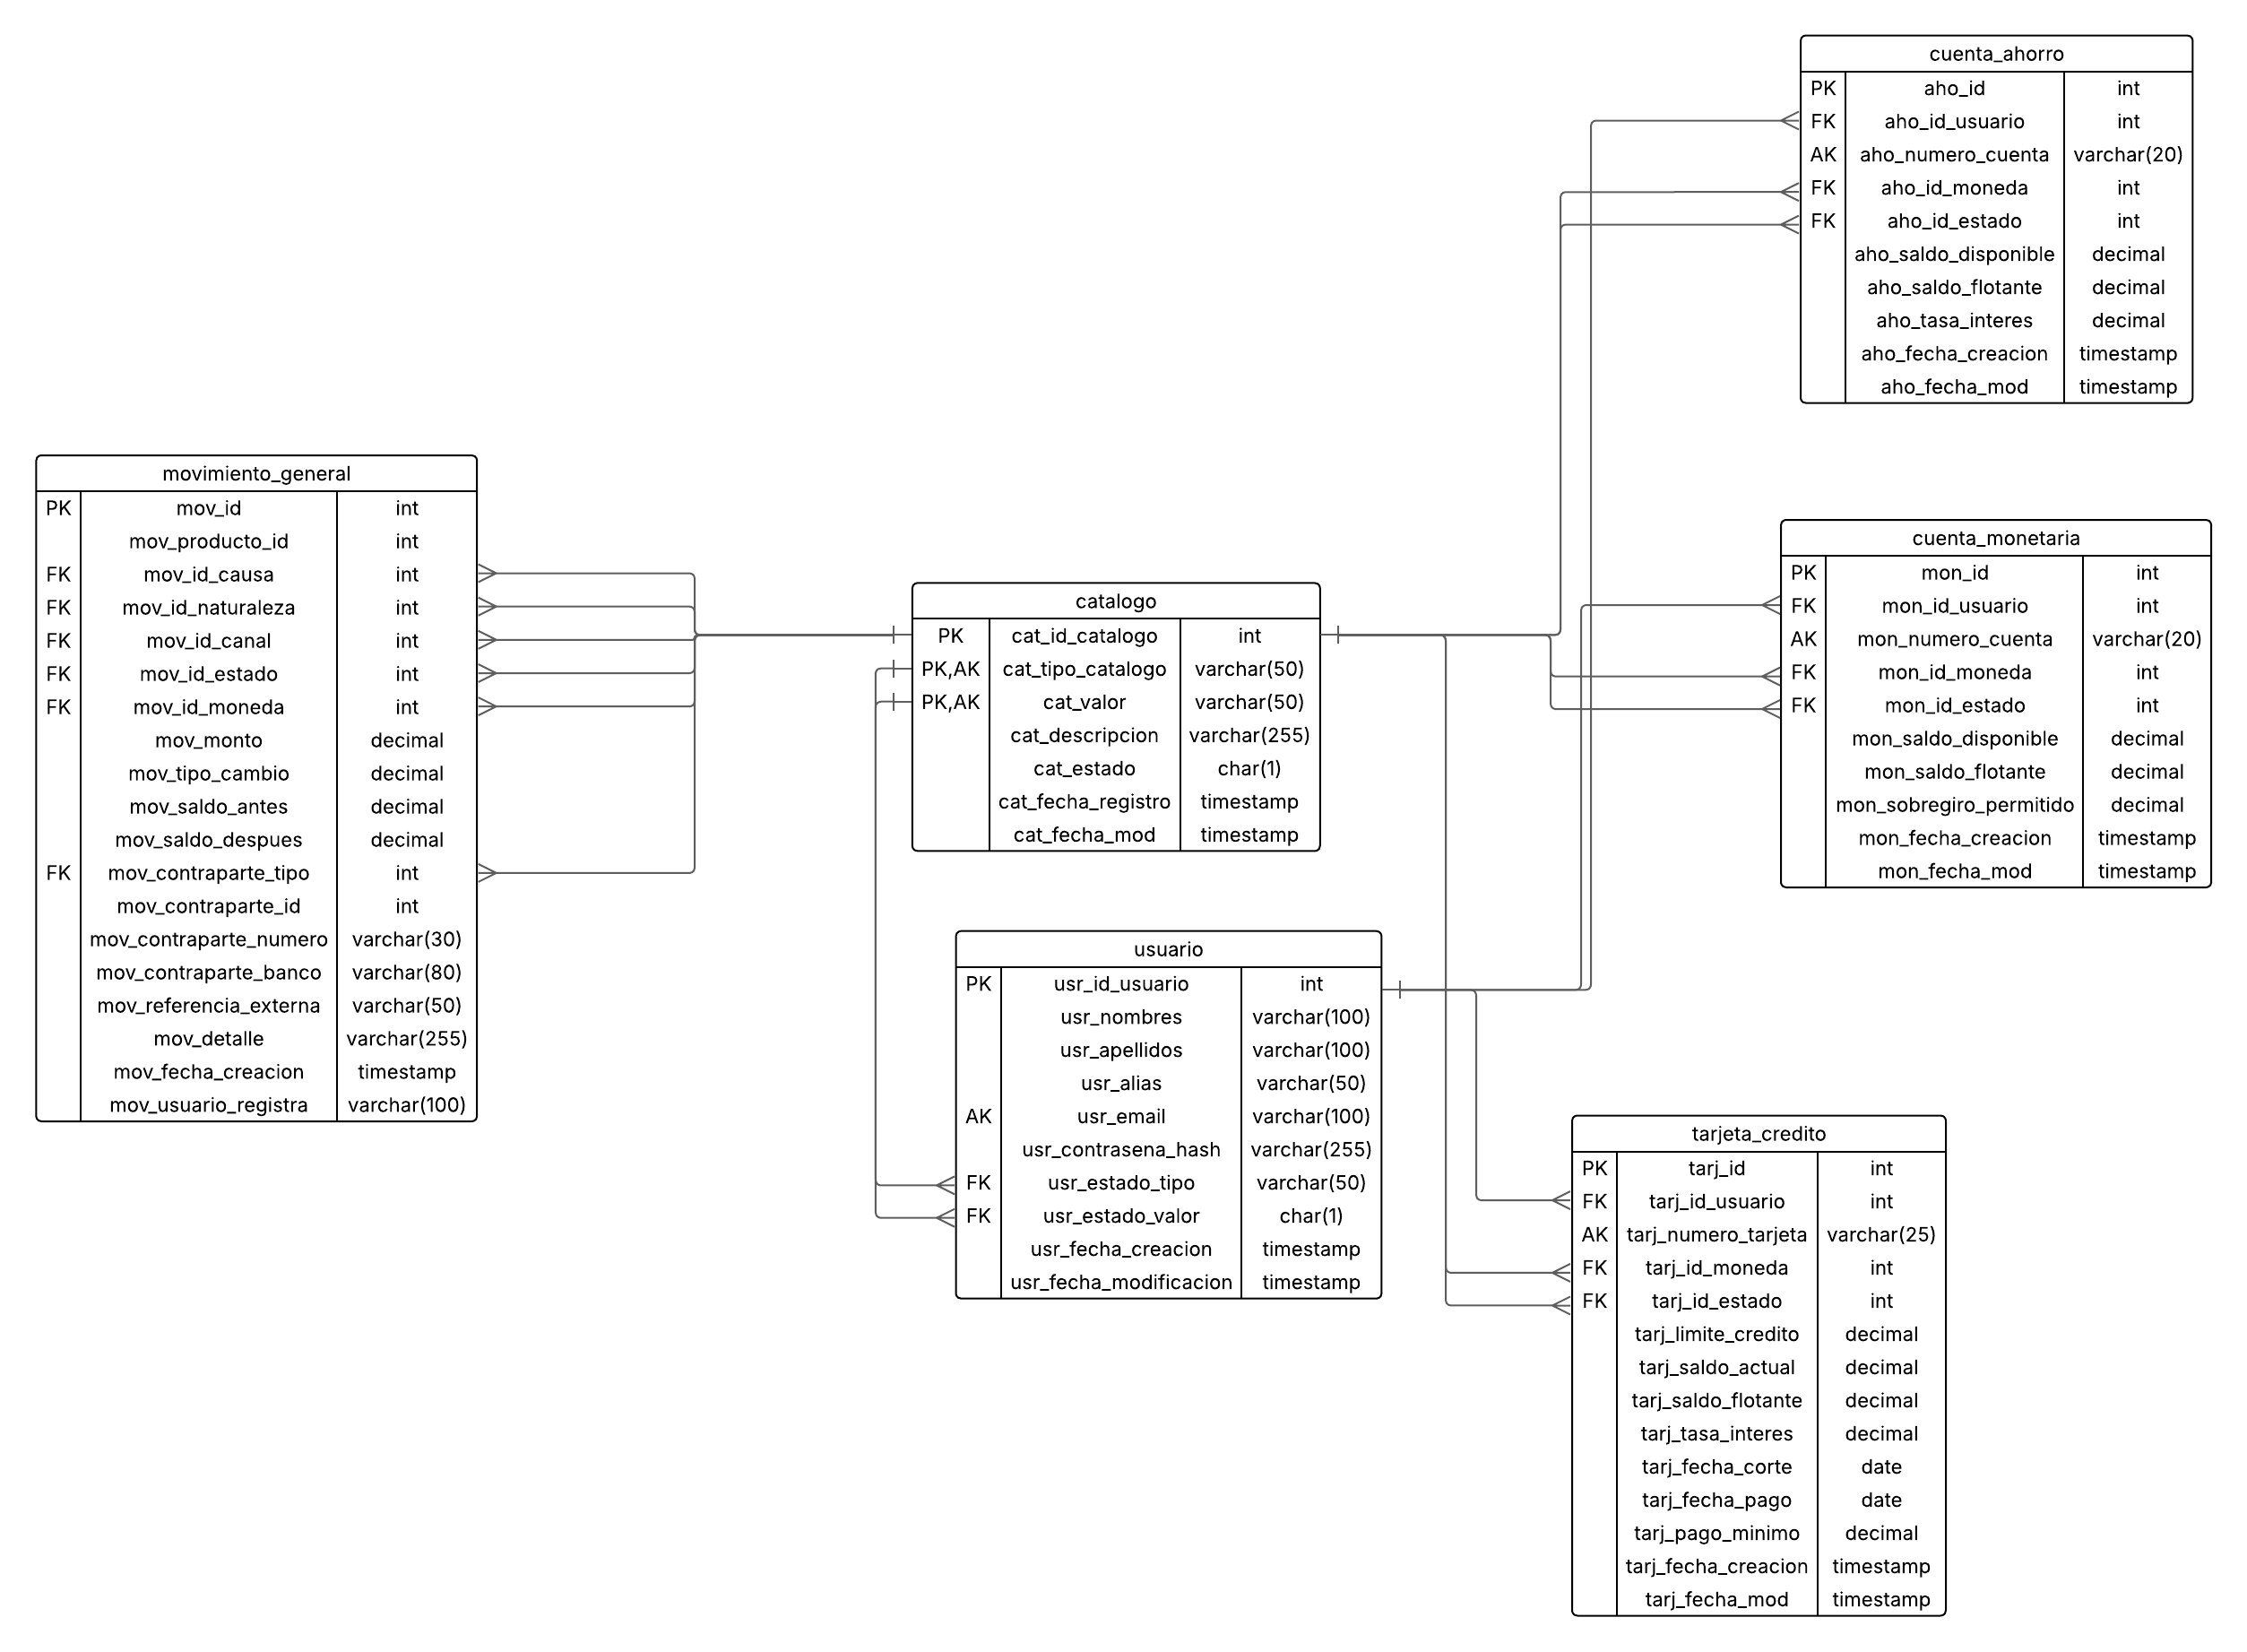 cuenta_ahorro
PK aho_id int
FK aho_id_usuario int
AK aho_numero_cuenta varchar(20)
FK aho_id_moneda int
FK aho_id_estado int
aho_saldo_disponible decimal
aho_saldo_flotante decimal
aho_tasa_interes decimal
aho_fecha_creacion timestamp
aho_fecha_mod timestamp
movimiento_general
PK mov_id int
mov_producto_id int
FK mov_id_causa int
FK mov_id_naturaleza int
FK mov_id_canal int
FK mov_id_estado int
FK mov_id_moneda int
mov_monto decimal
mov_tipo_cambio decimal
mov_saldo_antes decimal
mov_saldo_despues decimal
FK mov_contraparte_tipo int
mov_contraparte_id int
mov_contraparte_numero varchar(30)
mov_contraparte_banco varchar(80)
mov_referencia_externa varchar(50)
mov_detalle varchar(255)
mov_fecha_creacion timestamp
mov_usuario_registra varchar(100)
catalogo
PK cat_id_catalogo int
PK,AK cat_tipo_catalogo varchar(50)
PK,AK cat_valor varchar(50)
cat_descripcion varchar(255)
cat_estado char(1)
cat_fecha_registro timestamp
cat_fecha_mod timestamp
cuenta_monetaria
PK mon_id int
FK mon_id_usuario int
AK mon_numero_cuenta varchar(20)
FK mon_id_moneda int
FK mon_id_estado int
mon_saldo_disponible decimal
mon_saldo_flotante decimal
mon_sobregiro_permitido decimal
mon_fecha_creacion timestamp
mon_fecha_mod timestamp
usuario
PK usr_id_usuario int
usr_nombres varchar(100)
usr_apellidos varchar(100)
usr_alias varchar(50)
AK usr_email varchar(100)
usr_contrasena_hash varchar(255)
FK usr_estado_tipo varchar(50)
FK usr_estado_valor char(1)
usr_fecha_creacion timestamp
usr_fecha_modificacion timestamp
tarjeta_credito
PK tarj_id int
FK tarj_id_usuario int
AK tarj_numero_tarjeta varchar(25)
FK tarj_id_moneda int
FK tarj_id_estado int
tarj_limite_credito decimal
tarj_saldo_actual decimal
tarj_saldo_flotante decimal
tarj_tasa_interes decimal
tarj_fecha_corte date
tarj_fecha_pago date
tarj_pago_minimo decimal
tarj_fecha_creacion timestamp
tarj_fecha_mod timestamp